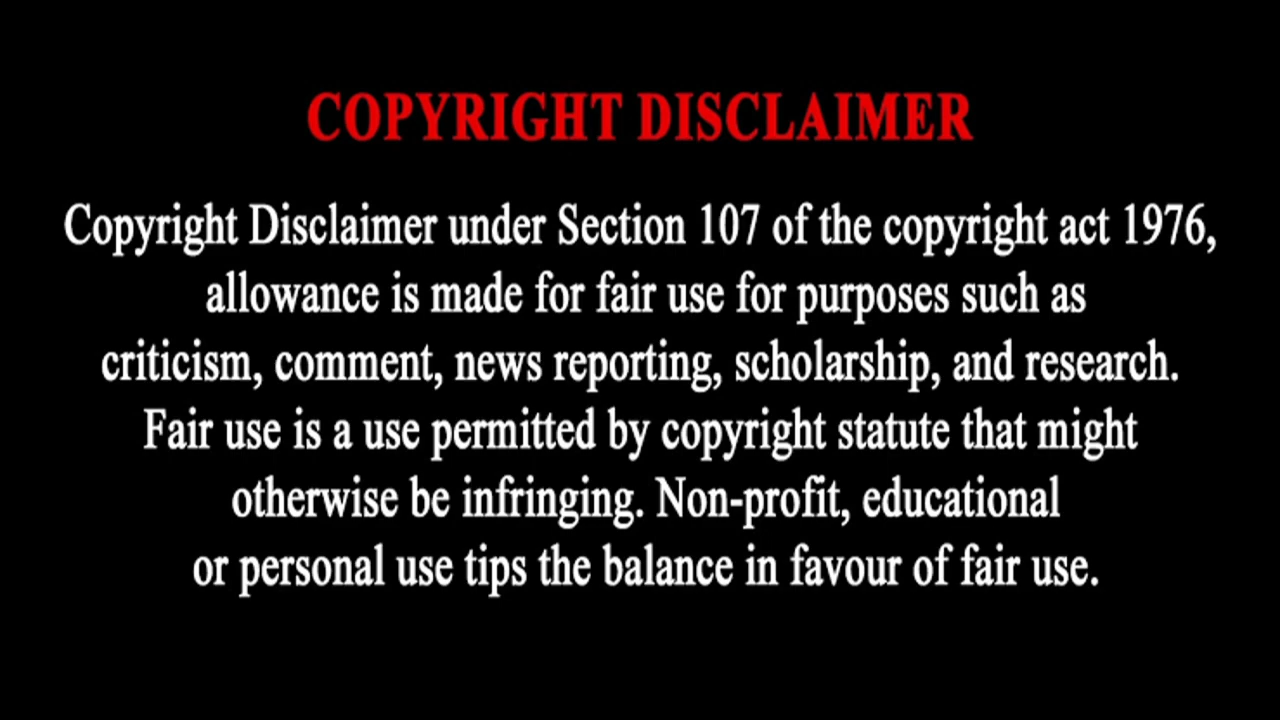 COPYRIGHT DISCLAIMER
Copyright Disclaimer under Section 107 of the copyright act 1976,
allowance is made for fair use for purposes such as
criticism, comment, news reporting, scholarship, and research.
Fair use is a use permitted by copyright statute that might
otherwise be infringing. Non-profit, educational
or personal use tips the balance in favour of fair use.